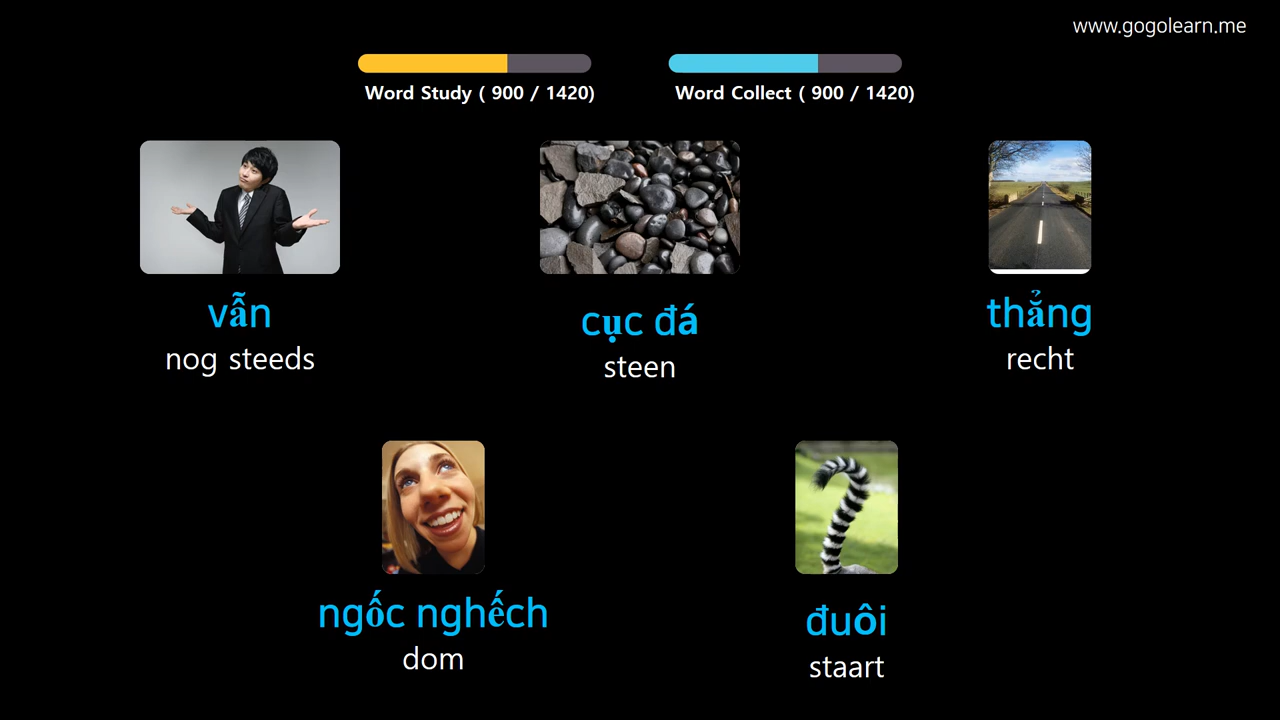 www.gogolearn.me
Word Study ( 900 / 1420)
Word Collect ( 900 / 1420)
vẫn
nog steeds
cục đá
steen
thẳng
recht
ngốc nghếch
dom
đuôi
staart